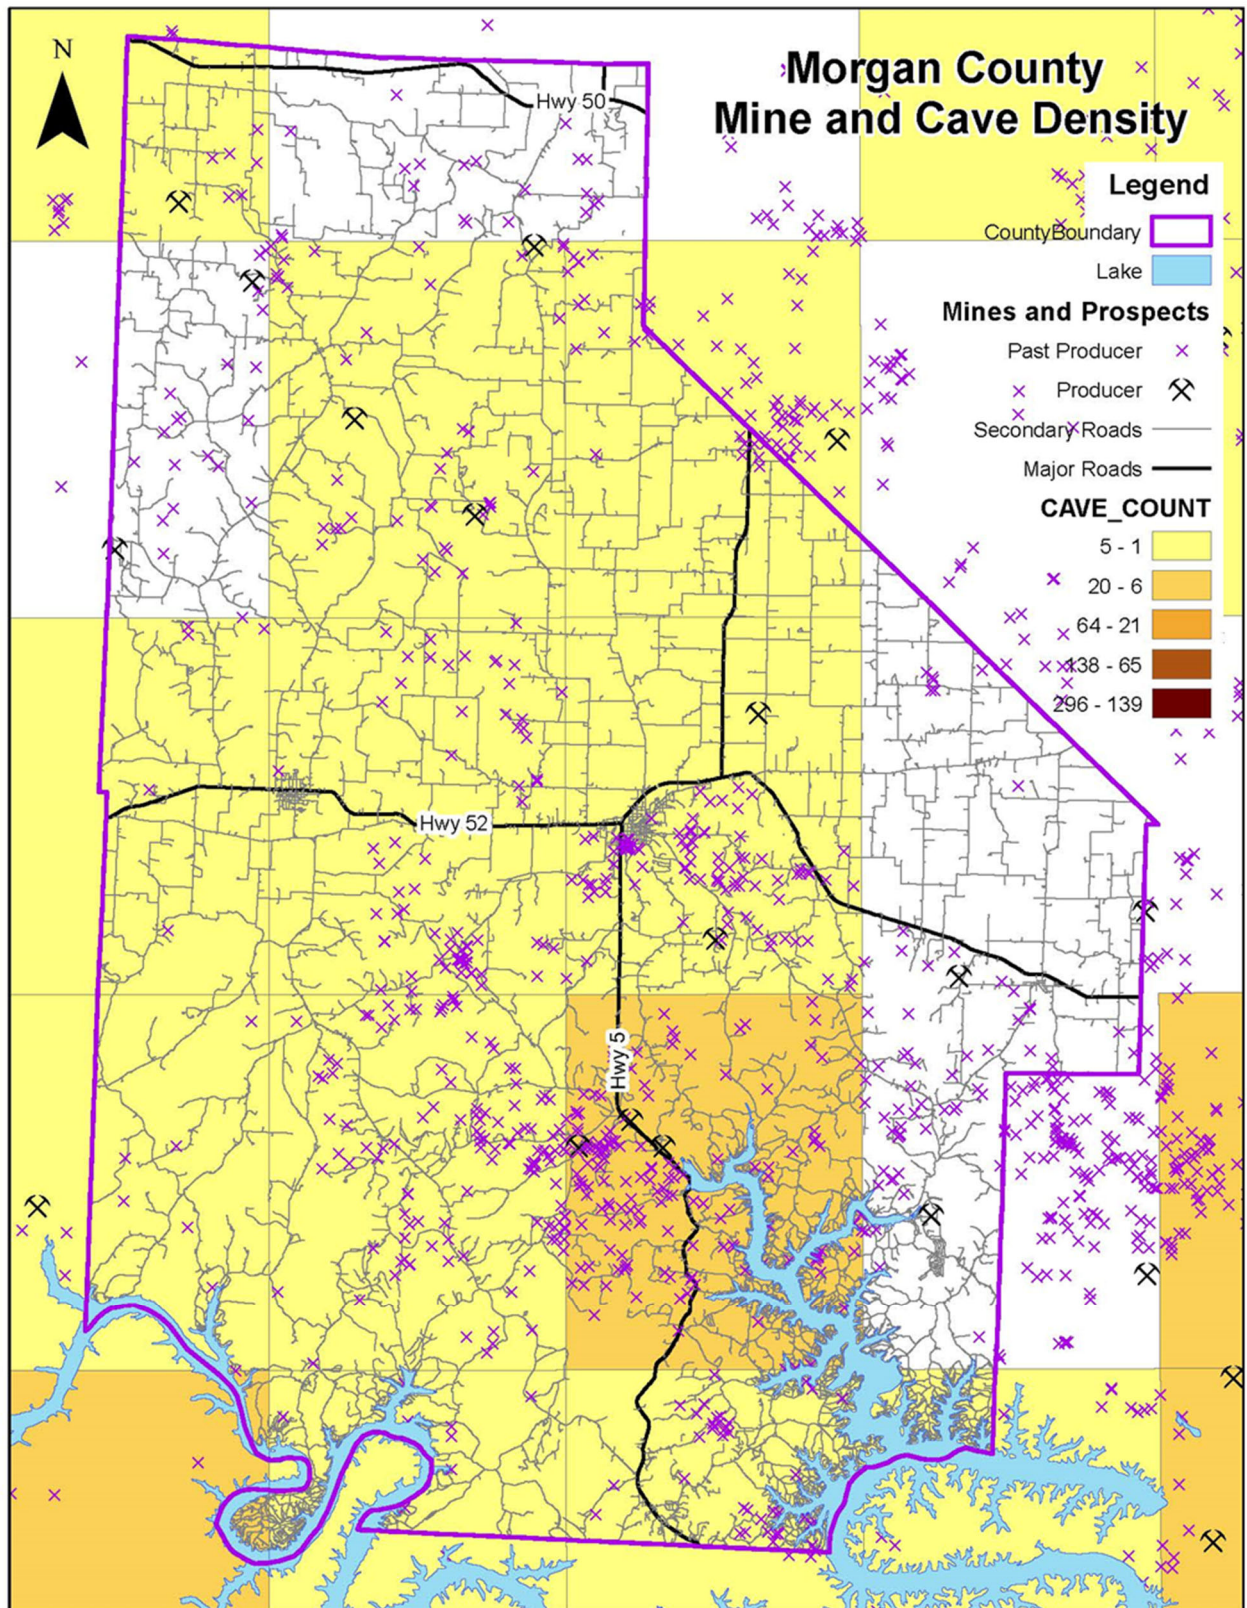 N
Morgan County
Mine and Cave Density
Hwy 50
Legend
CountyBoundary
Lake
Mines and Prospects
Past Producer
Producer
Secondary Roads
Major Roads
CAVE_COUNT
5 - 1
20 - 6
64 - 21
138 - 65
296 - 139
Hwy 52
Hwy 5